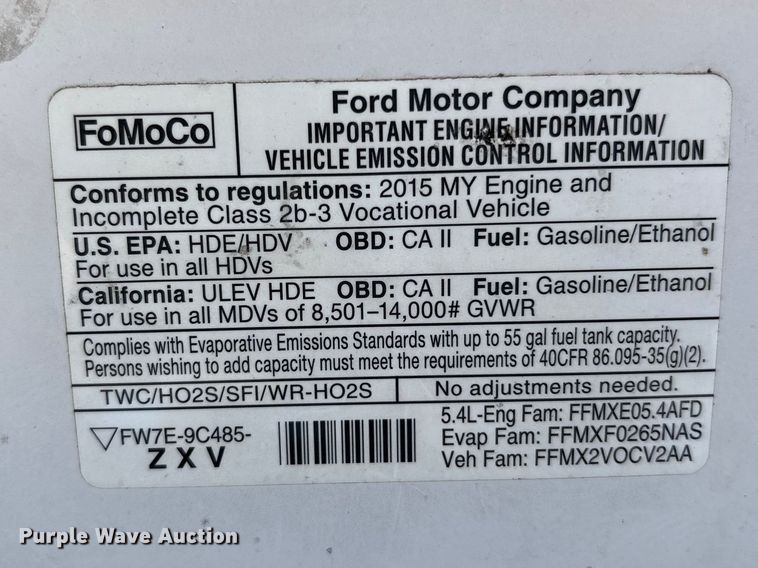 FoMoCo
Ford Motor Company
IMPORTANT ENGINE INFORMATION/
VEHICLE EMISSION CONTROL INFORMATION
Conforms to regulations: 2015 MY Engine and
Incomplete Class 2b-3 Vocational Vehicle
U.S. EPA: HDE/HDV OBD: CA II Fuel: Gasoline/Ethanol
For use in all HDVs
California: ULEV HDE OBD: CA II Fuel: Gasoline/Ethanol
For use in all MDVs of 8,501–14,000# GVWR
Complies with Evaporative Emissions Standards with up to 55 gal fuel tank capacity.
Persons wishing to add capacity must meet the requirements of 40CFR 86.095-35(g)(2).
TWC/HO2S/SFI/WR-HO2S No adjustments needed.
FW7E-9C485-
ZXV
5.4L-Eng Fam: FFMXE05.4AFD
Evap Fam: FFMXF0265NAS
Veh Fam: FFMX2VOCV2AA
Purple Wave Auction